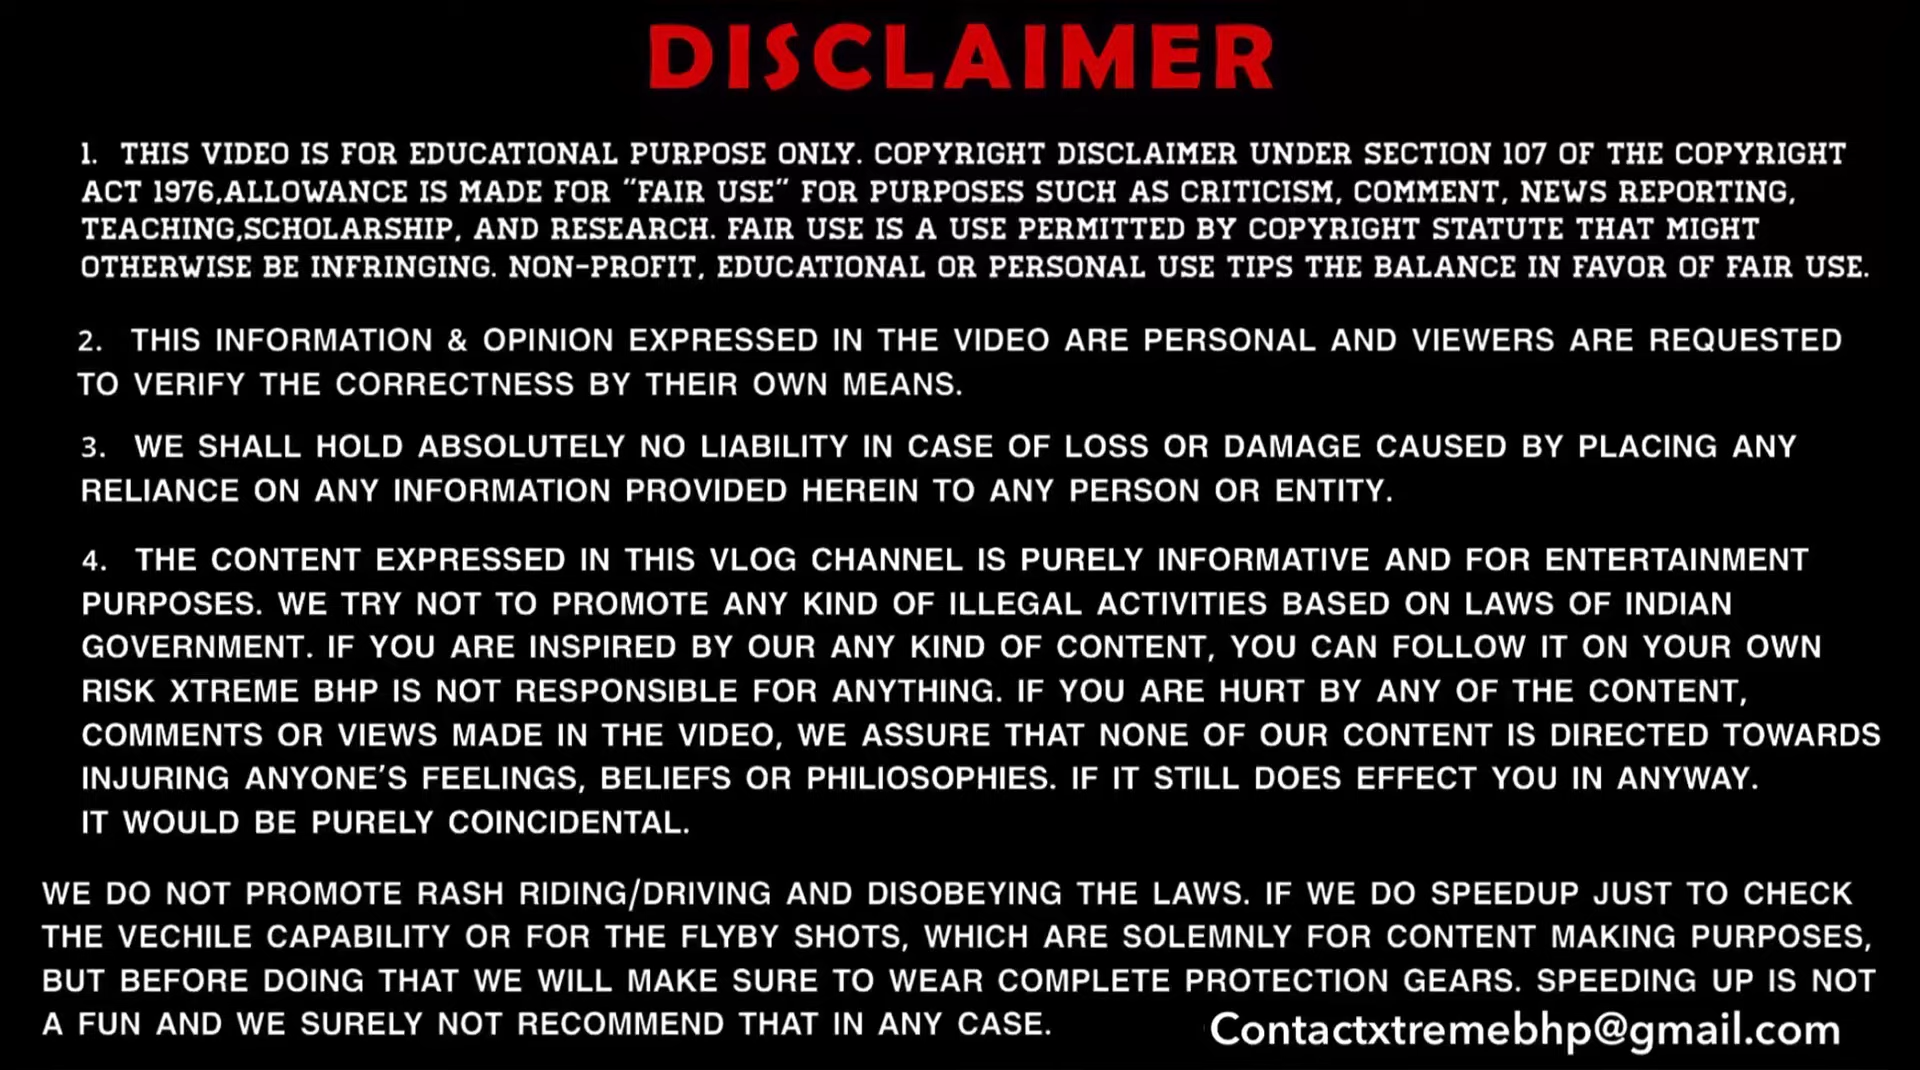 DISCLAIMER
1. THIS VIDEO IS FOR EDUCATIONAL PURPOSE ONLY. COPYRIGHT DISCLAIMER UNDER SECTION 107 OF THE COPYRIGHT
ACT 1976,ALLOWANCE IS MADE FOR "FAIR USE" FOR PURPOSES SUCH AS CRITICISM, COMMENT, NEWS REPORTING,
TEACHING,SCHOLARSHIP, AND RESEARCH. FAIR USE IS A USE PERMITTED BY COPYRIGHT STATUTE THAT MIGHT
OTHERWISE BE INFRINGING. NON-PROFIT, EDUCATIONAL OR PERSONAL USE TIPS THE BALANCE IN FAVOR OF FAIR USE.
2. THIS INFORMATION & OPINION EXPRESSED IN THE VIDEO ARE PERSONAL AND VIEWERS ARE REQUESTED
TO VERIFY THE CORRECTNESS BY THEIR OWN MEANS.
3. WE SHALL HOLD ABSOLUTELY NO LIABILITY IN CASE OF LOSS OR DAMAGE CAUSED BY PLACING ANY
RELIANCE ON ANY INFORMATION PROVIDED HEREIN TO ANY PERSON OR ENTITY.
4. THE CONTENT EXPRESSED IN THIS VLOG CHANNEL IS PURELY INFORMATIVE AND FOR ENTERTAINMENT
PURPOSES. WE TRY NOT TO PROMOTE ANY KIND OF ILLEGAL ACTIVITIES BASED ON LAWS OF INDIAN
GOVERNMENT. IF YOU ARE INSPIRED BY OUR ANY KIND OF CONTENT, YOU CAN FOLLOW IT ON YOUR OWN
RISK XTREME BHP IS NOT RESPONSIBLE FOR ANYTHING. IF YOU ARE HURT BY ANY OF THE CONTENT,
COMMENTS OR VIEWS MADE IN THE VIDEO, WE ASSURE THAT NONE OF OUR CONTENT IS DIRECTED TOWARDS
INJURING ANYONE'S FEELINGS, BELIEFS OR PHILIOSOPHIES. IF IT STILL DOES EFFECT YOU IN ANYWAY.
IT WOULD BE PURELY COINCIDENTAL.
WE DO NOT PROMOTE RASH RIDING/DRIVING AND DISOBEYING THE LAWS. IF WE DO SPEEDUP JUST TO CHECK
THE VECHILE CAPABILITY OR FOR THE FLYBY SHOTS, WHICH ARE SOLEMNLY FOR CONTENT MAKING PURPOSES,
BUT BEFORE DOING THAT WE WILL MAKE SURE TO WEAR COMPLETE PROTECTION GEARS. SPEEDING UP IS NOT
A FUN AND WE SURELY NOT RECOMMEND THAT IN ANY CASE.
Contactxtremebhp@gmail.com